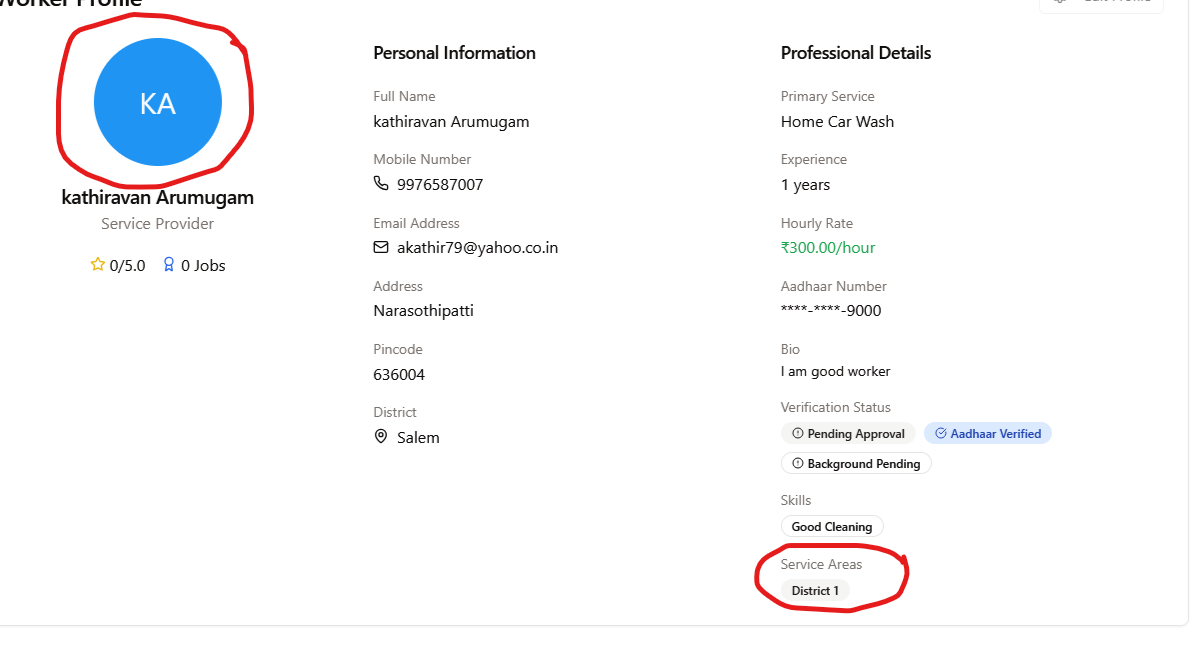 Worker Profile
Edit Profile
KA
kathiravan Arumugam
Service Provider
0/5.0 0 Jobs
Personal Information
Full Name
kathiravan Arumugam
Mobile Number
9976587007
Email Address
akathir79@yahoo.co.in
Address
Narasothipatti
Pincode
636004
District
Salem
Professional Details
Primary Service
Home Car Wash
Experience
1 years
Hourly Rate
₹300.00/hour
Aadhaar Number
****-****-9000
Bio
I am good worker
Verification Status
Pending Approval Aadhaar Verified
Background Pending
Skills
Good Cleaning
Service Areas
District 1